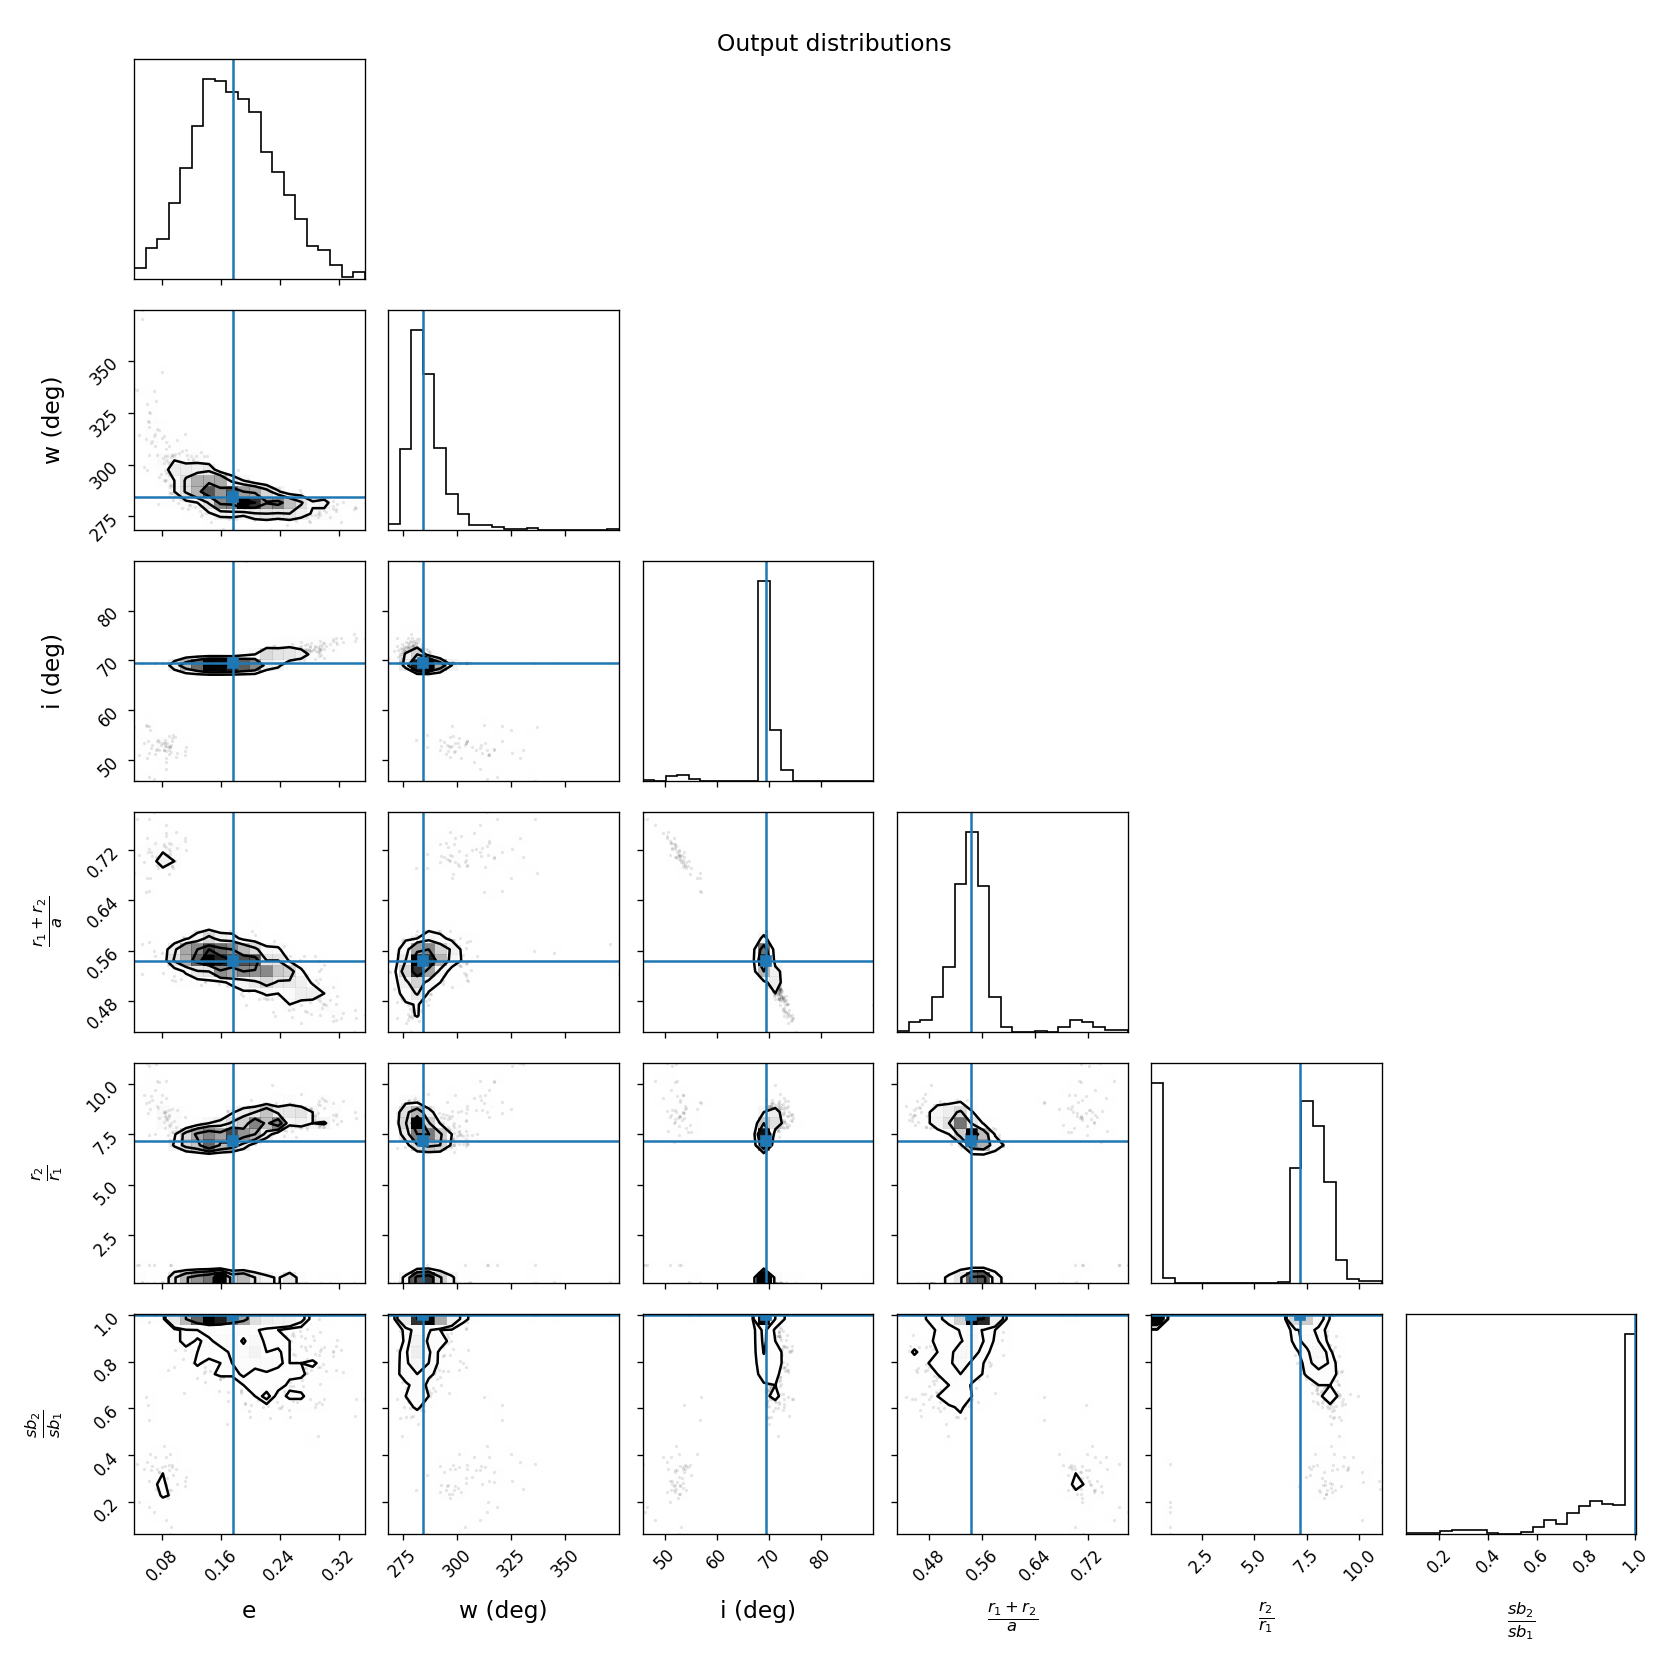 Output distributions
w (deg)
350
325
300
275
i (deg)
80
70
60
50
r₁ + r₂
a
0.72
0.64
0.56
0.48
r₂
r₁
10.0
7.5
5.0
2.5
sb₂
sb₁
1.0
0.8
0.6
0.4
0.2
0.08 0.16 0.24 0.32 275 300 325 350 50 60 70 80 0.48 0.56 0.64 0.72 2.5 5.0 7.5 10.0 0.2 0.4 0.6 0.8 1.0
e w (deg) i (deg) r₁ + r₂ / a r₂ / r₁ sb₂ / sb₁